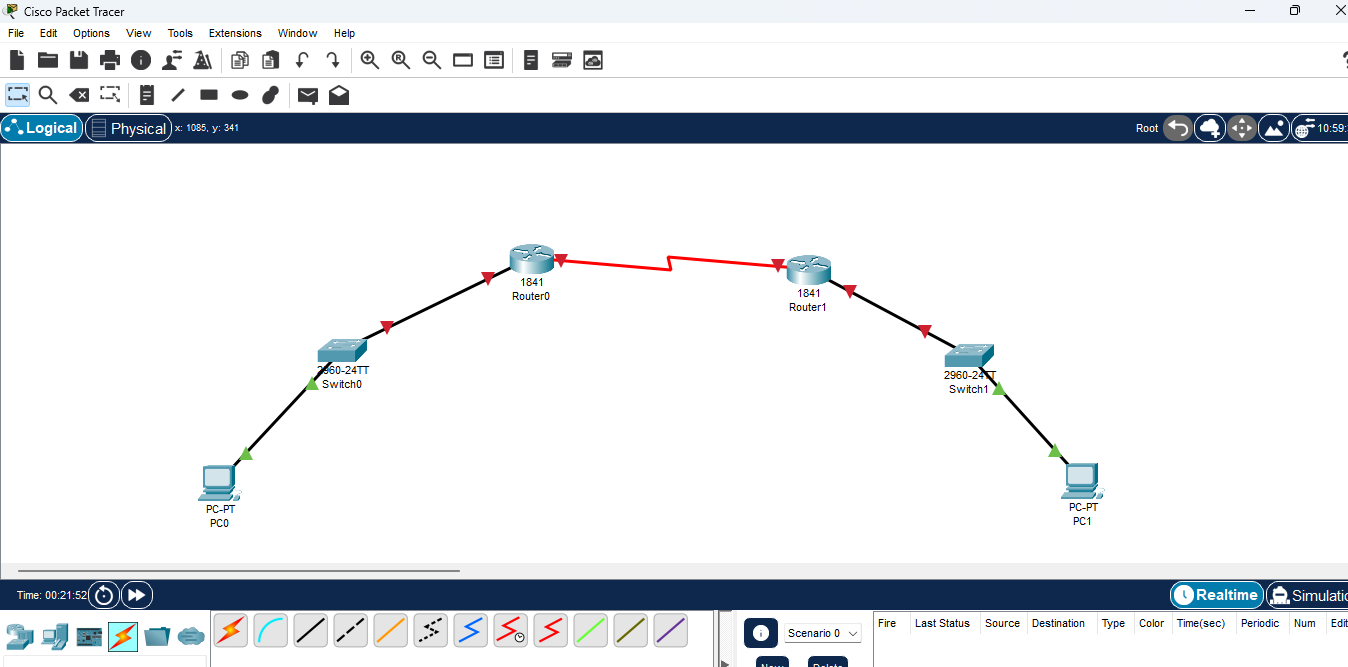 Cisco Packet Tracer
File Edit Options View Tools Extensions Window Help
Logical Physical x: 1085, y: 341 Root 10:59:
1841
Router0
1841
Router1
2960-24TT
Switch0
2960-24TT
Switch1
PC-PT
PC0
PC-PT
PC1
Time: 00:21:52 Realtime Simulatio
Scenario 0 Fire Last Status Source Destination Type Color Time(sec) Periodic Num Edit
New Delete